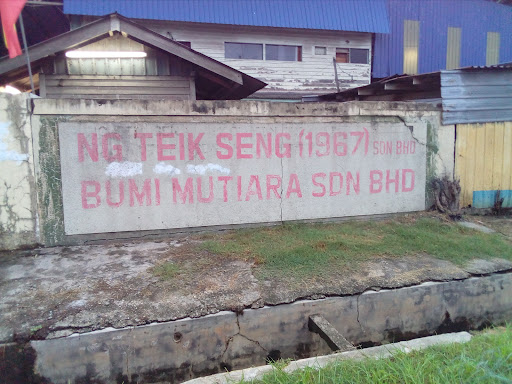 NG TEIK SENG (1967) SDN BHD
BUMI MUTIARA SDN BHD